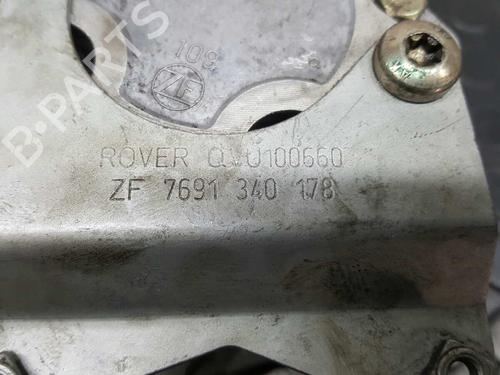 109
ZF
ROVER QVU100660
ZF 7691 340 178
B-PARTS